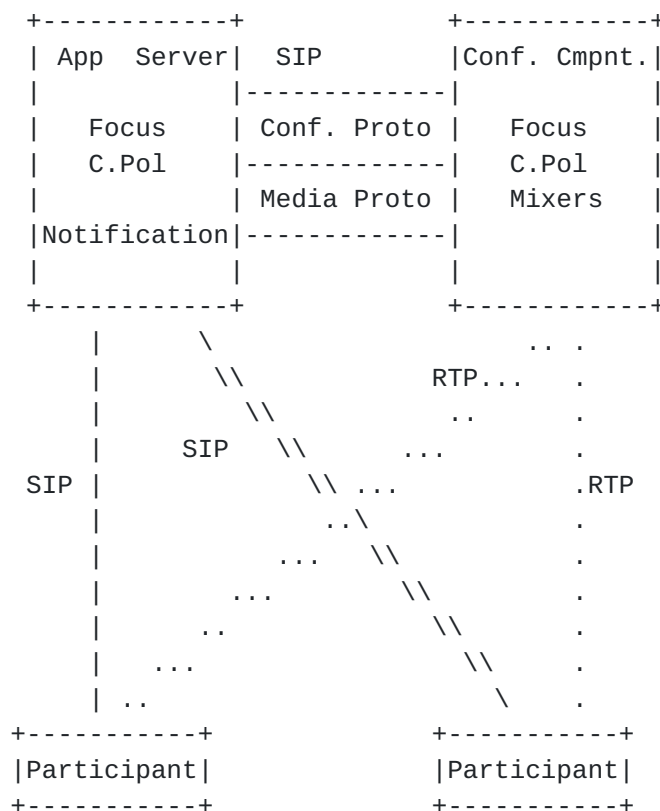 App Server SIP Conf. Cmpnt.
Focus Conf. Proto Focus
C.Pol C.Pol
Media Proto Mixers
Notification
RTP
SIP
SIP RTP
Participant Participant